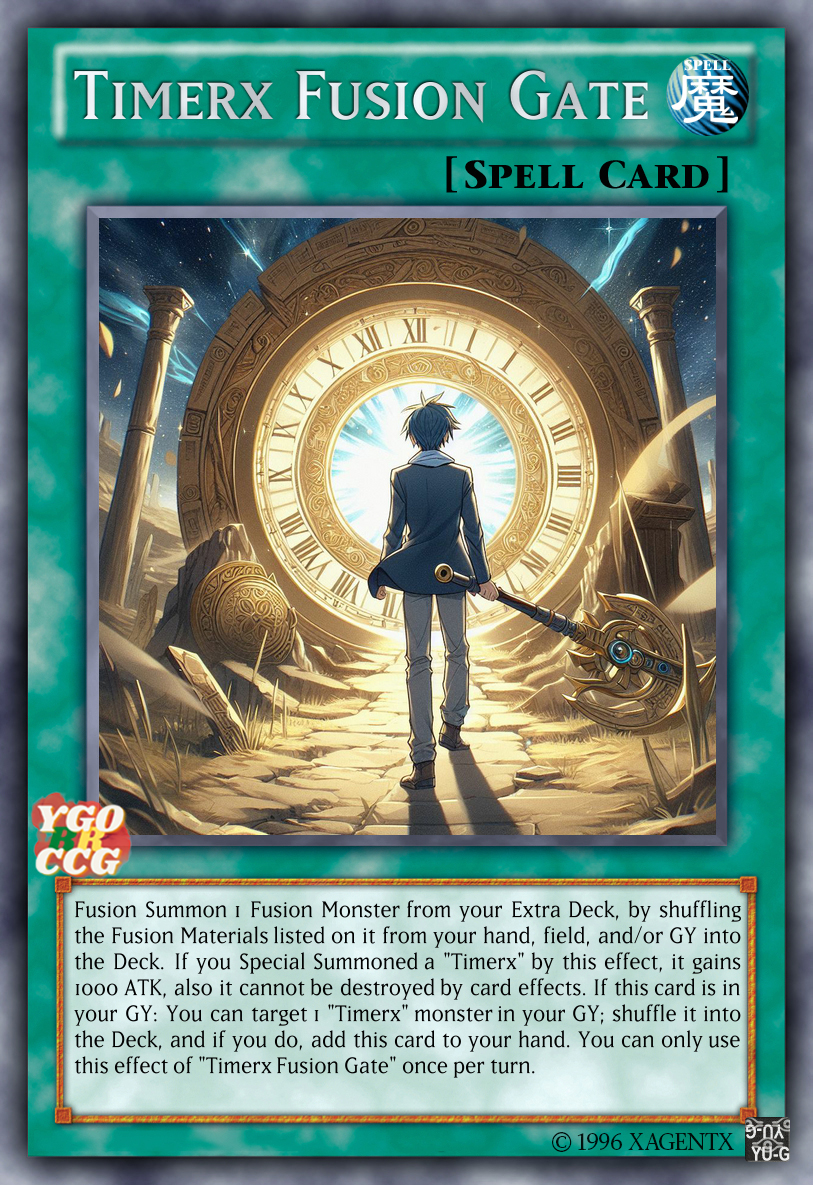 Timerx Fusion Gate
SPELL
魔
[Spell Card]
XII
YGO
BR
CCG
Fusion Summon 1 Fusion Monster from your Extra Deck, by shuffling
the Fusion Materials listed on it from your hand, field, and/or GY into
the Deck. If you Special Summoned a "Timerx" by this effect, it gains
1000 ATK, also it cannot be destroyed by card effects. If this card is in
your GY: You can target 1 "Timerx" monster in your GY; shuffle it into
the Deck, and if you do, add this card to your hand. You can only use
this effect of "Timerx Fusion Gate" once per turn.
© 1996 XAGENTX
YU-G
YU-G